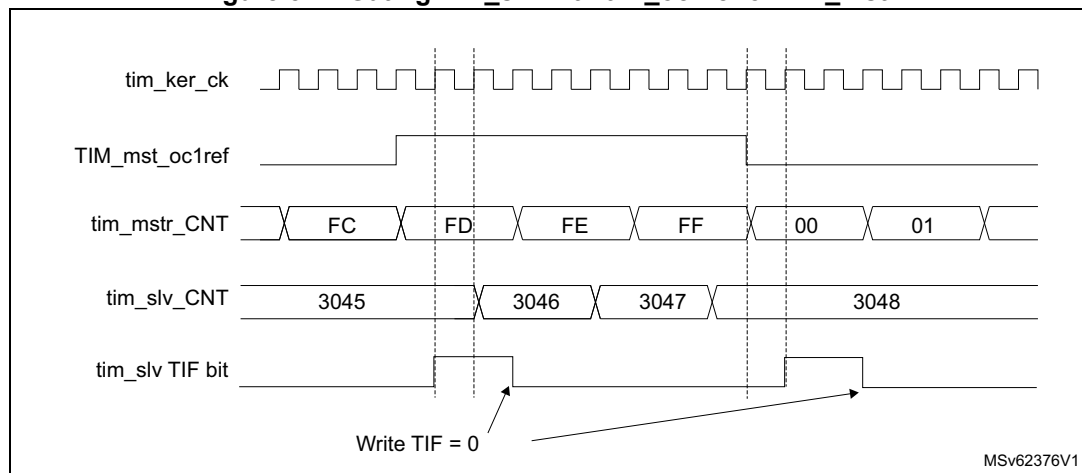 tim_ker_ck
TIM_mst_oc1ref
tim_mstr_CNT FC FD FE FF 00 01
tim_slv_CNT 3045 3046 3047 3048
tim_slv TIF bit
Write TIF = 0
MSv62376V1